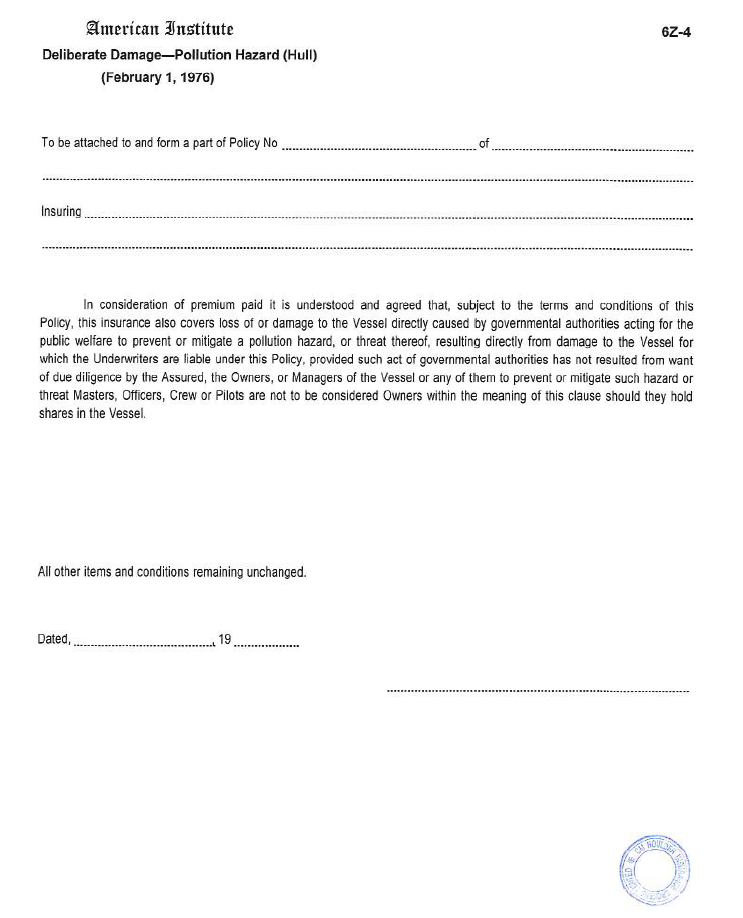 American Institute
6Z-4
Deliberate Damage—Pollution Hazard (Hull)
(February 1, 1976)
To be attached to and form a part of Policy No of
Insuring
In consideration of premium paid it is understood and agreed that, subject to the terms and conditions of this
Policy, this insurance also covers loss of or damage to the Vessel directly caused by governmental authorities acting for the
public welfare to prevent or mitigate a pollution hazard, or threat thereof, resulting directly from damage to the Vessel for
which the Underwriters are liable under this Policy, provided such act of governmental authorities has not resulted from want
of due diligence by the Assured, the Owners, or Managers of the Vessel or any of them to prevent or mitigate such hazard or
threat Masters, Officers, Crew or Pilots are not to be considered Owners within the meaning of this clause should they hold
shares in the Vessel.
All other items and conditions remaining unchanged.
Dated, , 19